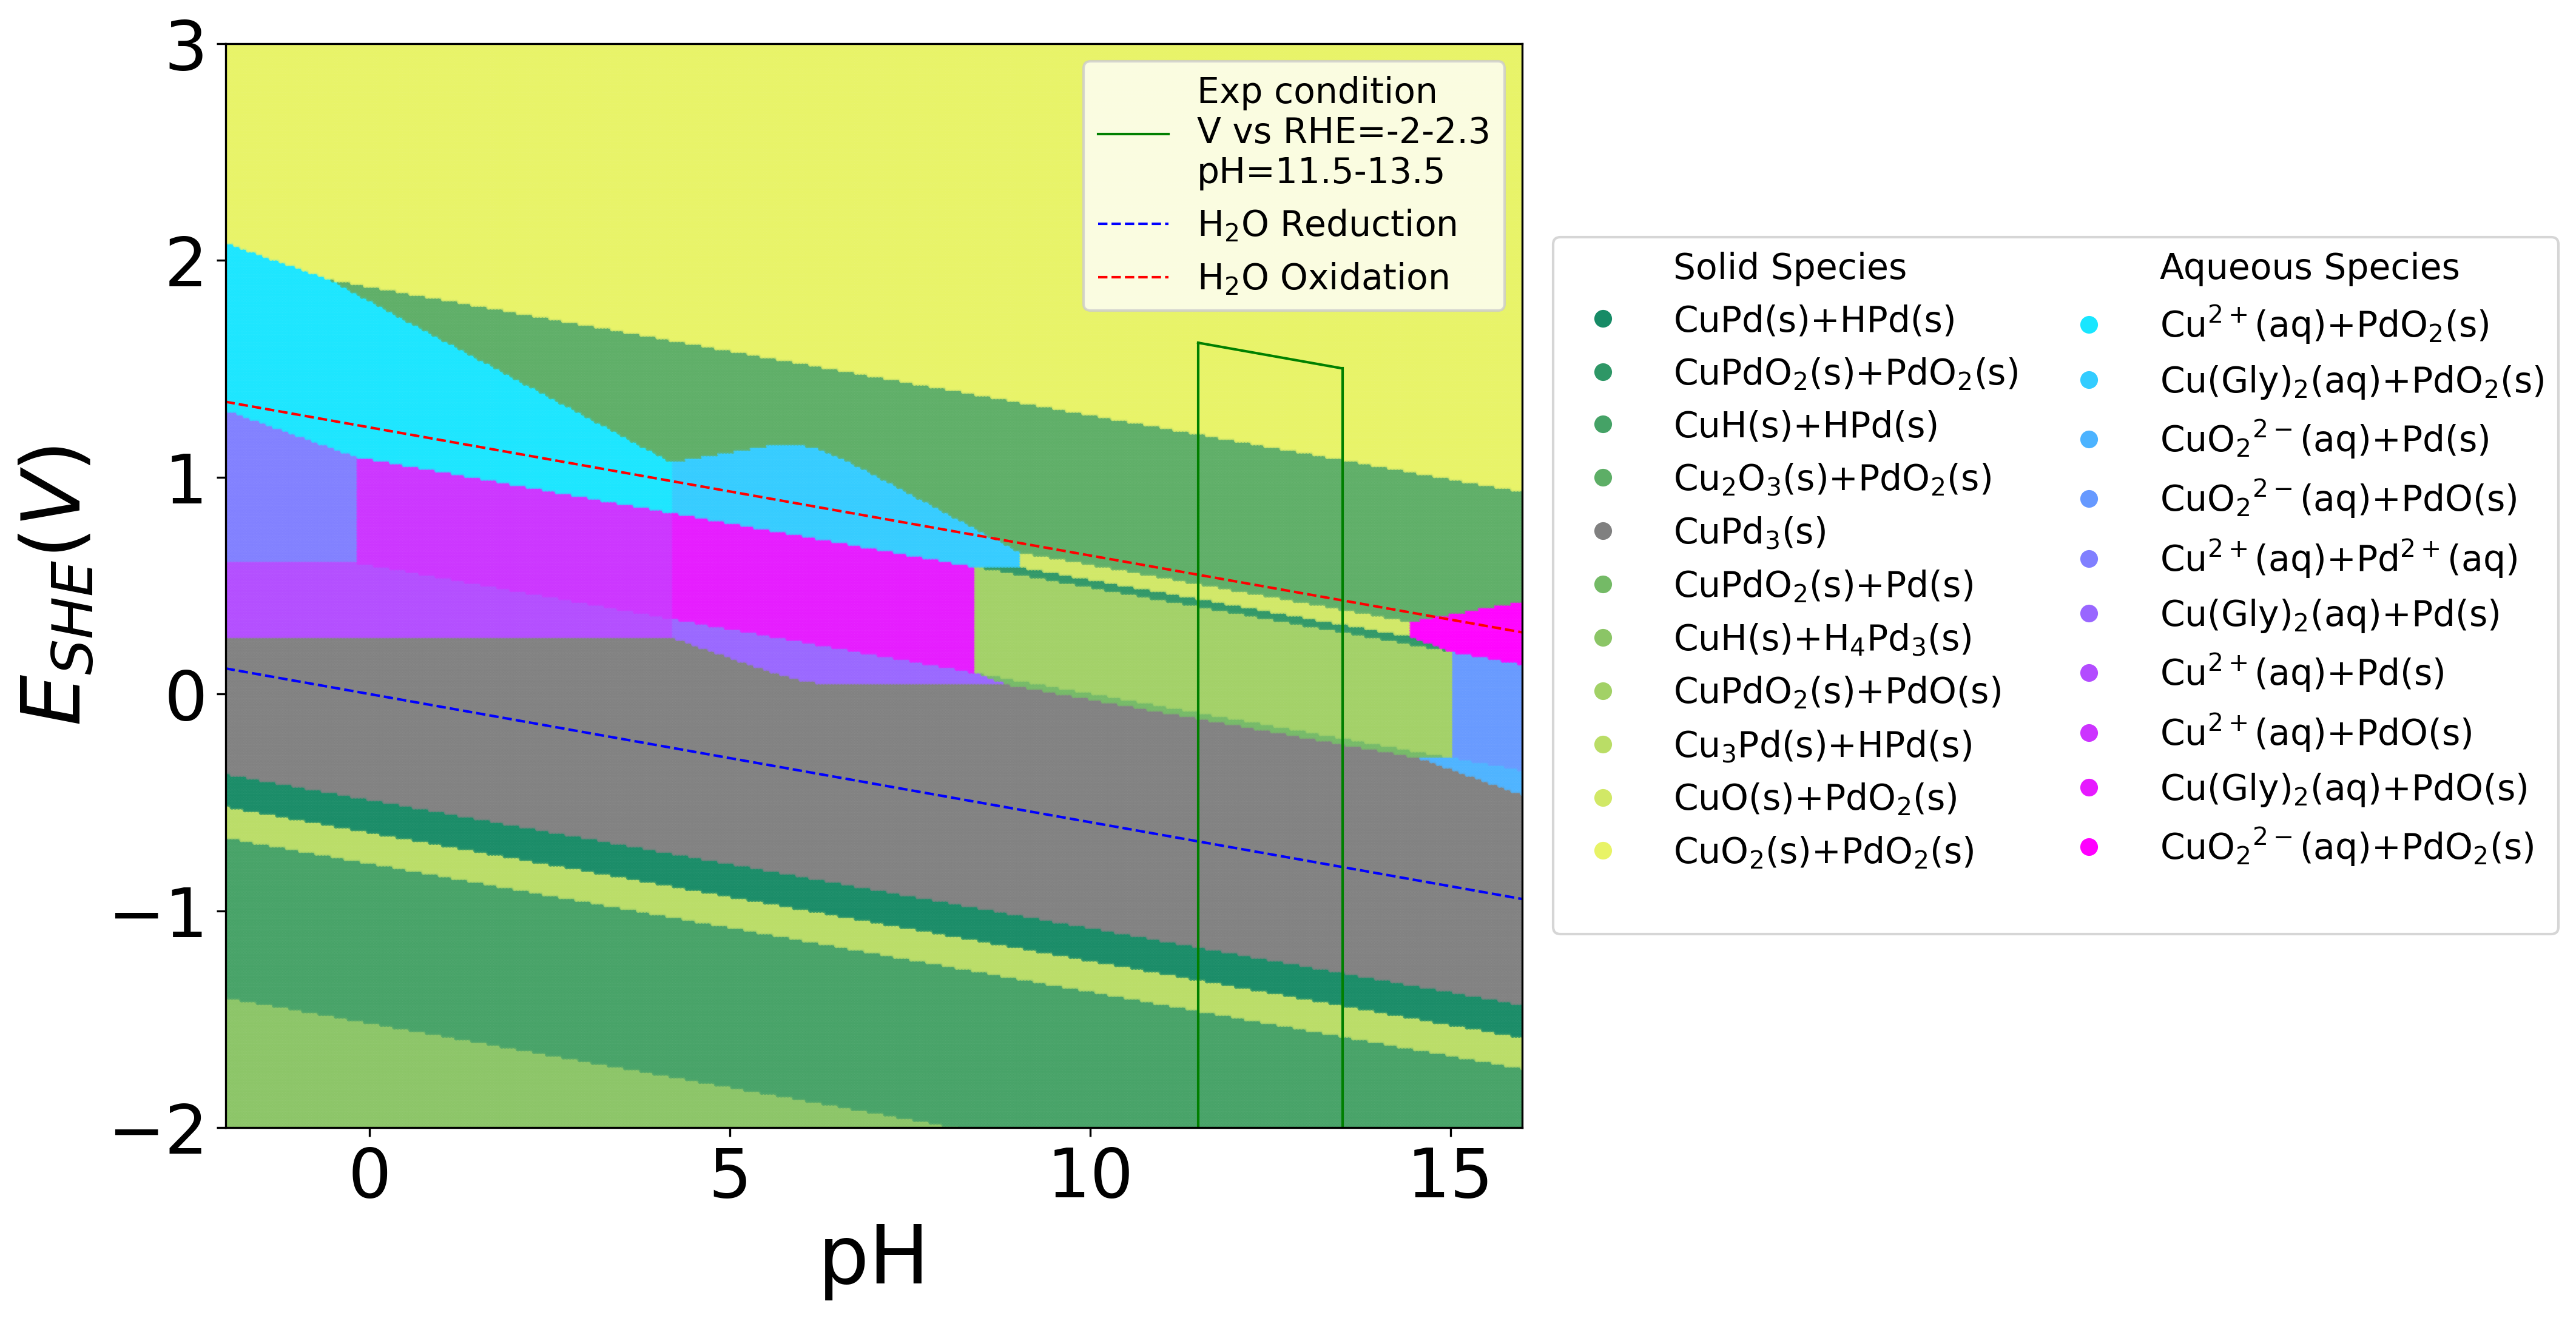 3
2
1
0
−1
−2
E_SHE(V)
0
5
10
15
pH
Exp condition
V vs RHE=-2-2.3
pH=11.5-13.5
H₂O Reduction
H₂O Oxidation
Solid Species
CuPd(s)+HPd(s)
CuPdO₂(s)+PdO₂(s)
CuH(s)+HPd(s)
Cu₂O₃(s)+PdO₂(s)
CuPd₃(s)
CuPdO₂(s)+Pd(s)
CuH(s)+H₄Pd₃(s)
CuPdO₂(s)+PdO(s)
Cu₃Pd(s)+HPd(s)
CuO(s)+PdO₂(s)
CuO₂(s)+PdO₂(s)
Aqueous Species
Cu²⁺(aq)+PdO₂(s)
Cu(Gly)₂(aq)+PdO₂(s)
CuO₂²⁻(aq)+Pd(s)
CuO₂²⁻(aq)+PdO(s)
Cu²⁺(aq)+Pd²⁺(aq)
Cu(Gly)₂(aq)+Pd(s)
Cu²⁺(aq)+Pd(s)
Cu²⁺(aq)+PdO(s)
Cu(Gly)₂(aq)+PdO(s)
CuO₂²⁻(aq)+PdO₂(s)